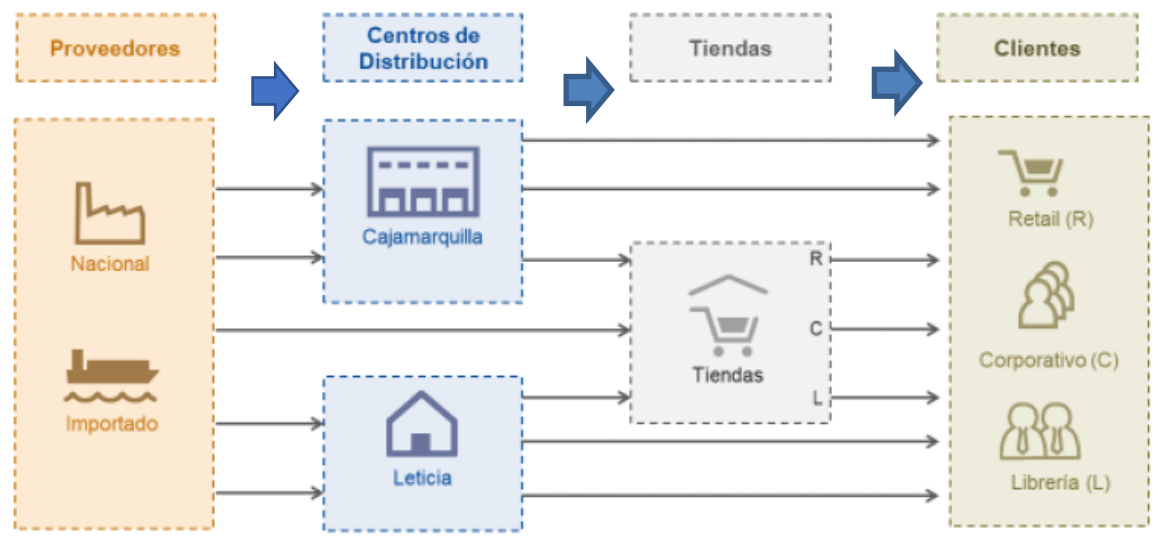 Proveedores
Centros de
Distribución
Tiendas
Clientes
Nacional
Importado
Cajamarquilla
Leticia
R
C
Tiendas
L
Retail (R)
Corporativo (C)
Librería (L)